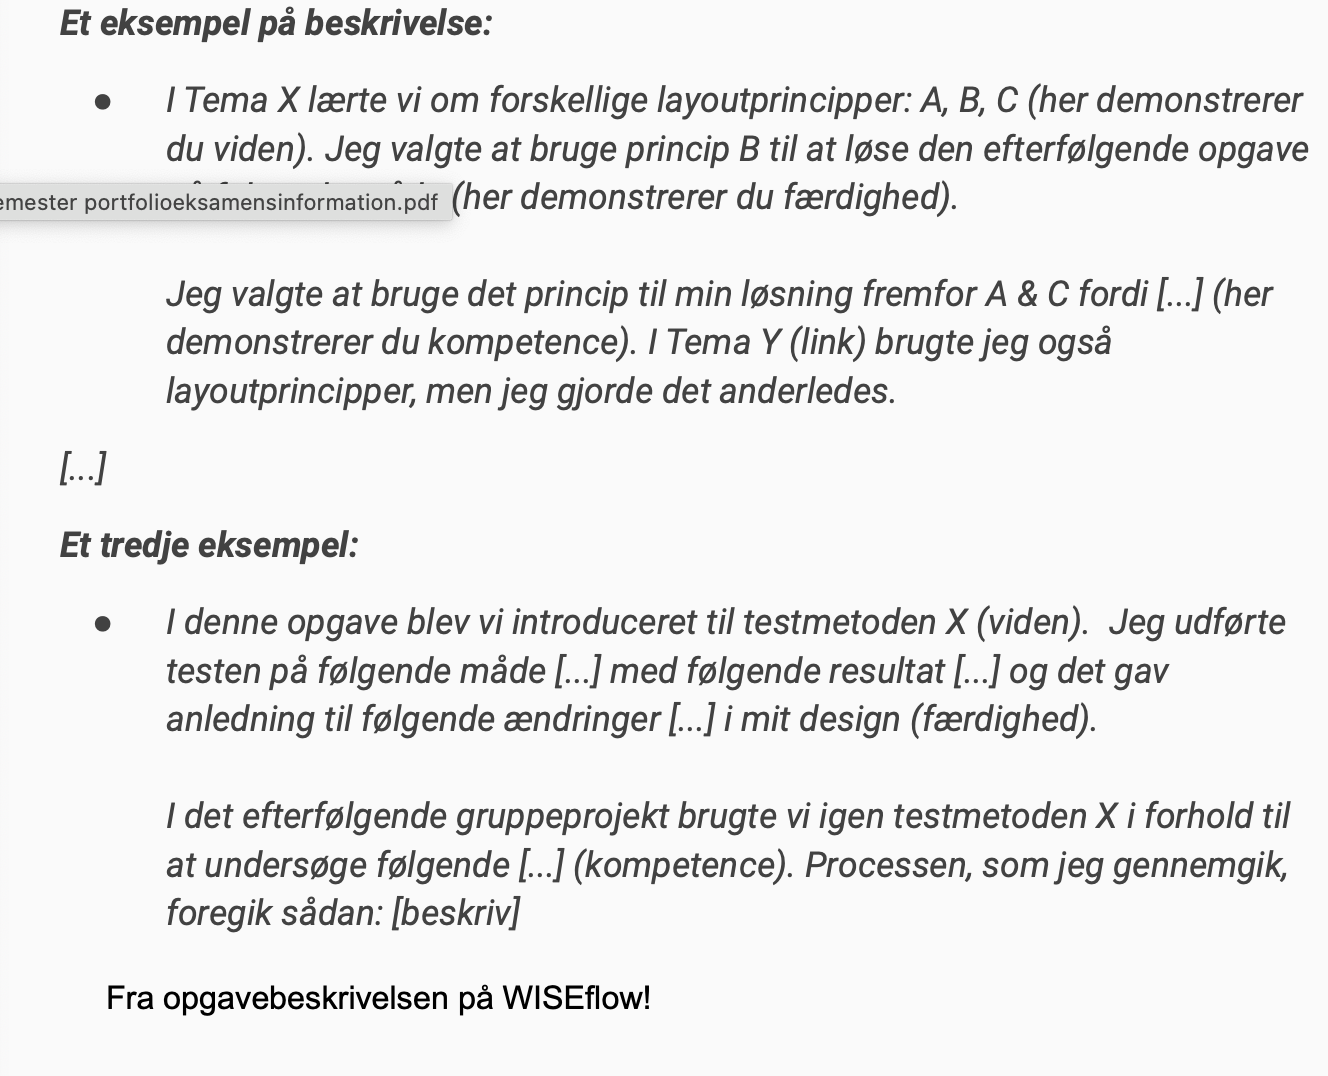 Et eksempel på beskrivelse:
● I Tema X lærte vi om forskellige layoutprincipper: A, B, C (her demonstrerer
du viden). Jeg valgte at bruge princip B til at løse den efterfølgende opgave
emester portfolioeksamensinformation.pdf (her demonstrerer du færdighed).
Jeg valgte at bruge det princip til min løsning fremfor A & C fordi [...] (her
demonstrerer du kompetence). I Tema Y (link) brugte jeg også
layoutprincipper, men jeg gjorde det anderledes.
[...]
Et tredje eksempel:
● I denne opgave blev vi introduceret til testmetoden X (viden).  Jeg udførte
testen på følgende måde [...] med følgende resultat [...] og det gav
anledning til følgende ændringer [...] i mit design (færdighed).
I det efterfølgende gruppeprojekt brugte vi igen testmetoden X i forhold til
at undersøge følgende [...] (kompetence). Processen, som jeg gennemgik,
foregik sådan: [beskriv]
Fra opgavebeskrivelsen på WISEflow!